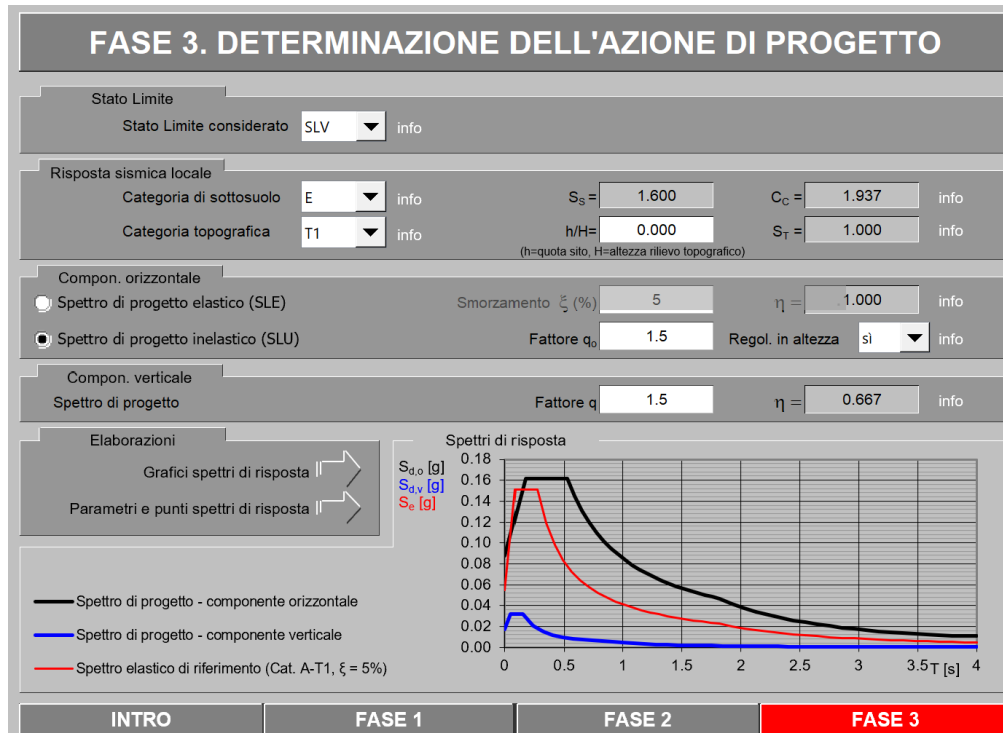 FASE 3. DETERMINAZIONE DELL'AZIONE DI PROGETTO
Stato Limite
Stato Limite considerato SLV info
Risposta sismica locale
Categoria di sottosuolo E info S_S = 1.600 C_C = 1.937 info
Categoria topografica T1 info h/H= 0.000 S_T = 1.000 info
(h=quota sito, H=altezza rilievo topografico)
Compon. orizzontale
Spettro di progetto elastico (SLE) Smorzamento ξ (%) 5 η = 1.000 info
Spettro di progetto inelastico (SLU) Fattore q_o 1.5 Regol. in altezza sì info
Compon. verticale
Spettro di progetto Fattore q 1.5 η = 0.667 info
Elaborazioni
Grafici spettri di risposta
Parametri e punti spettri di risposta
Spettri di risposta
S_d,o [g]
S_d,v [g]
S_e [g]
0.18
0.16
0.14
0.12
0.10
0.08
0.06
0.04
0.02
0.00
0 0.5 1 1.5 2 2.5 3 3.5 T [s] 4
Spettro di progetto - componente orizzontale
Spettro di progetto - componente verticale
Spettro elastico di riferimento (Cat. A-T1, ξ = 5%)
INTRO FASE 1 FASE 2 FASE 3